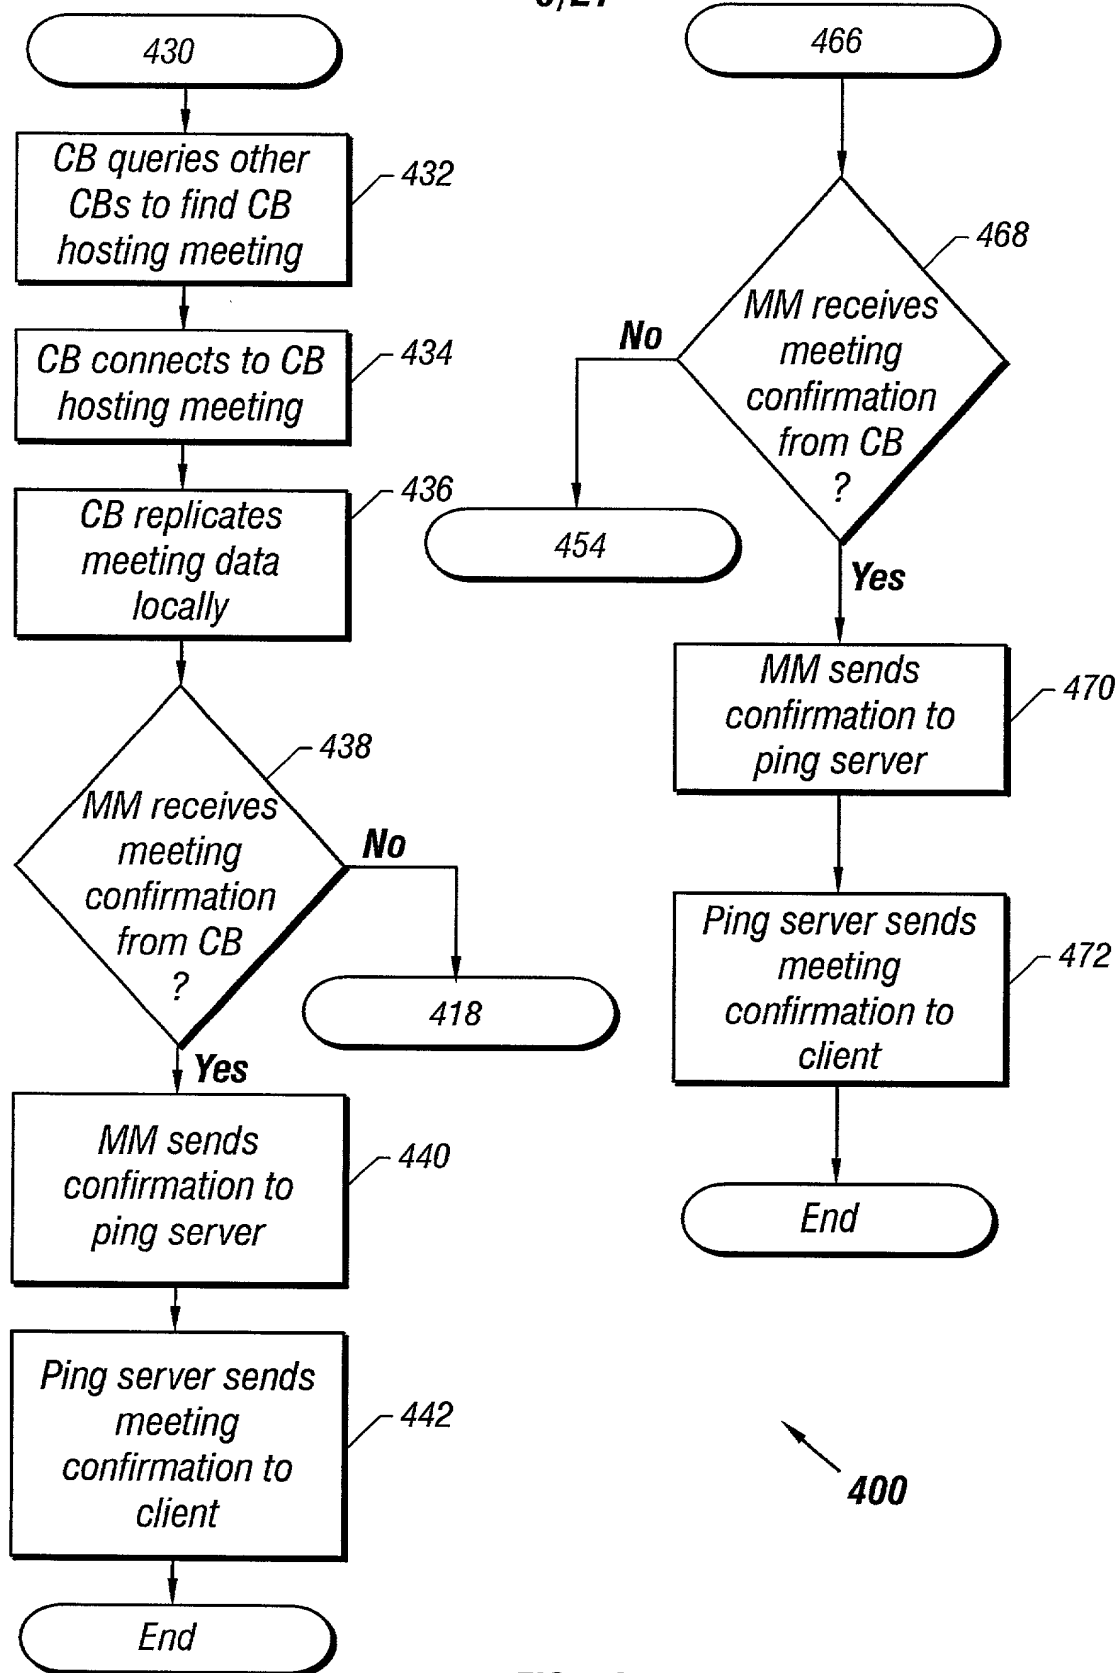 430
CB queries other
CBs to find CB
hosting meeting
432
CB connects to CB
hosting meeting
434
CB replicates
meeting data
locally
436
MM receives
meeting
confirmation
from CB
?
438
No
418
Yes
MM sends
confirmation to
ping server
440
Ping server sends
meeting
confirmation to
client
442
End
466
MM receives
meeting
confirmation
from CB
?
468
No
454
Yes
MM sends
confirmation to
ping server
470
Ping server sends
meeting
confirmation to
client
472
End
400